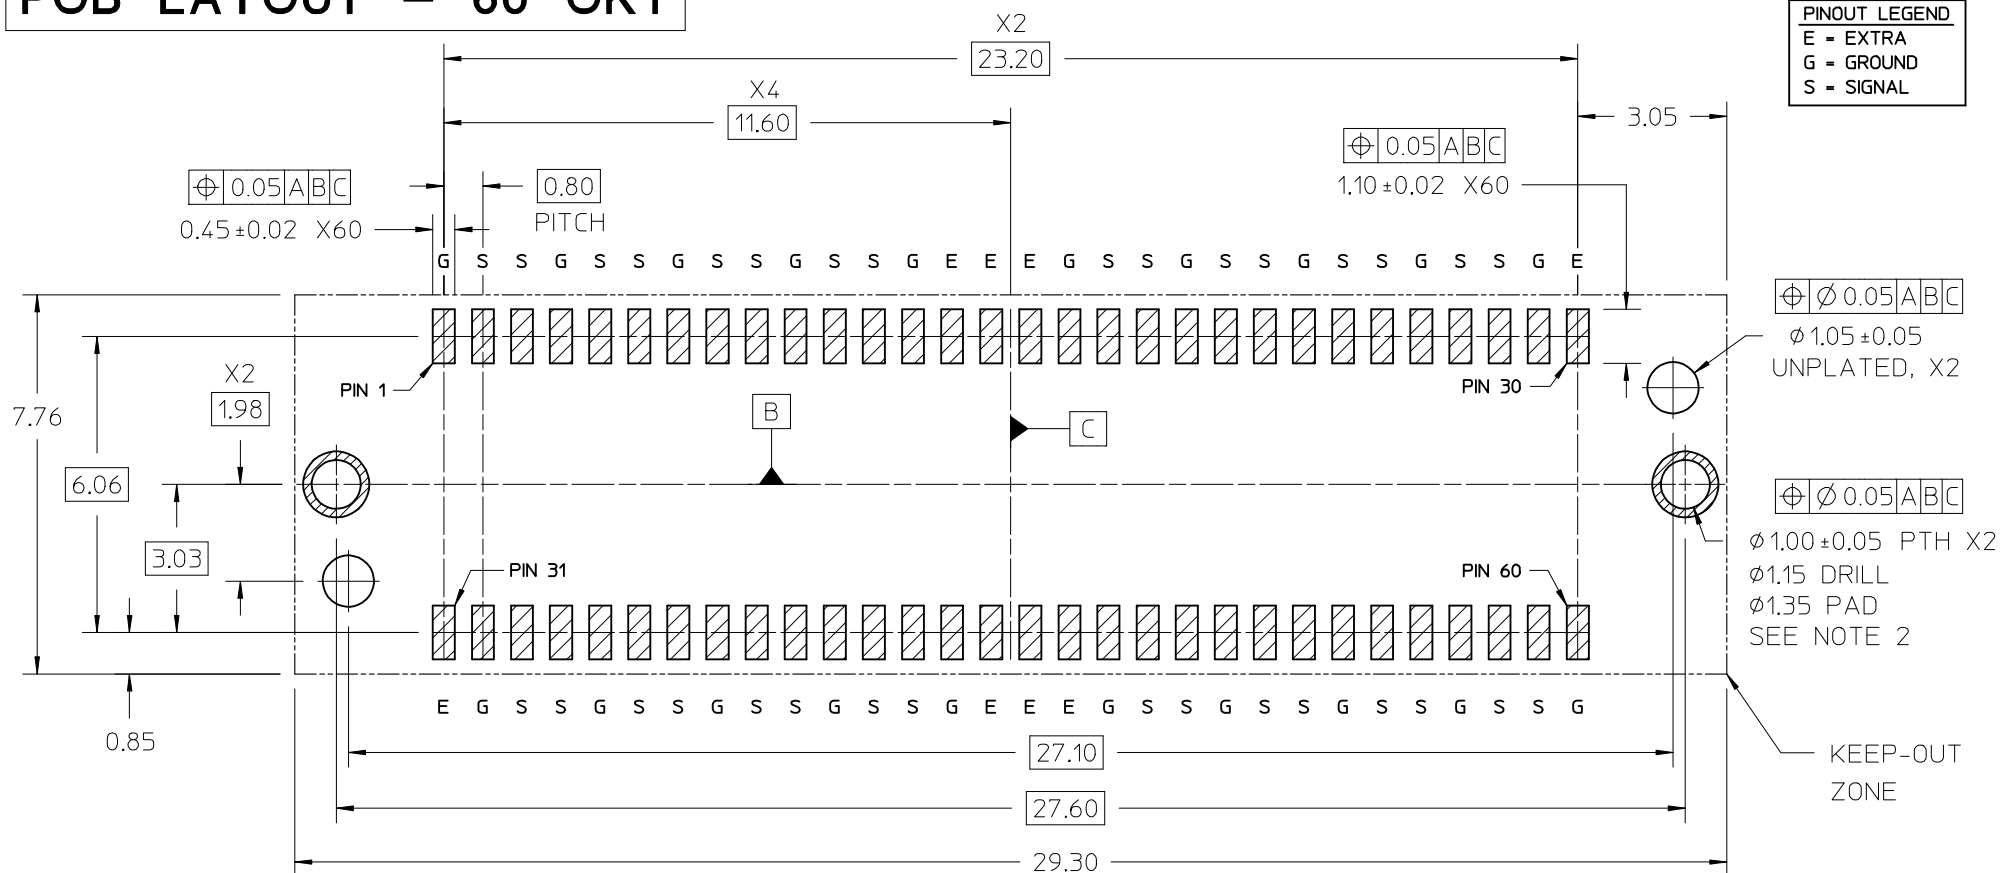 PCB LAYOUT - 60 CKT
PINOUT LEGEND
E = EXTRA
G = GROUND
S = SIGNAL
X2
23.20
X4
11.60
3.05
⌖ 0.05 A B C
1.10±0.02 X60
⌖ 0.05 A B C
0.45±0.02 X60
0.80
PITCH
G S S G S S G S S G S S G E E E G S S G S S G S S G S S G E
⌖ ⌀ 0.05 A B C
⌀1.05±0.05
UNPLATED, X2
PIN 1
PIN 30
7.76
X2
1.98
B
C
6.06
3.03
⌖ ⌀ 0.05 A B C
⌀1.00±0.05 PTH X2
⌀1.15 DRILL
⌀1.35 PAD
SEE NOTE 2
PIN 31
PIN 60
E G S S G S S G S S G S S G E E E G S S G S S G S S G S S G
0.85
27.10
KEEP-OUT
ZONE
27.60
29.30